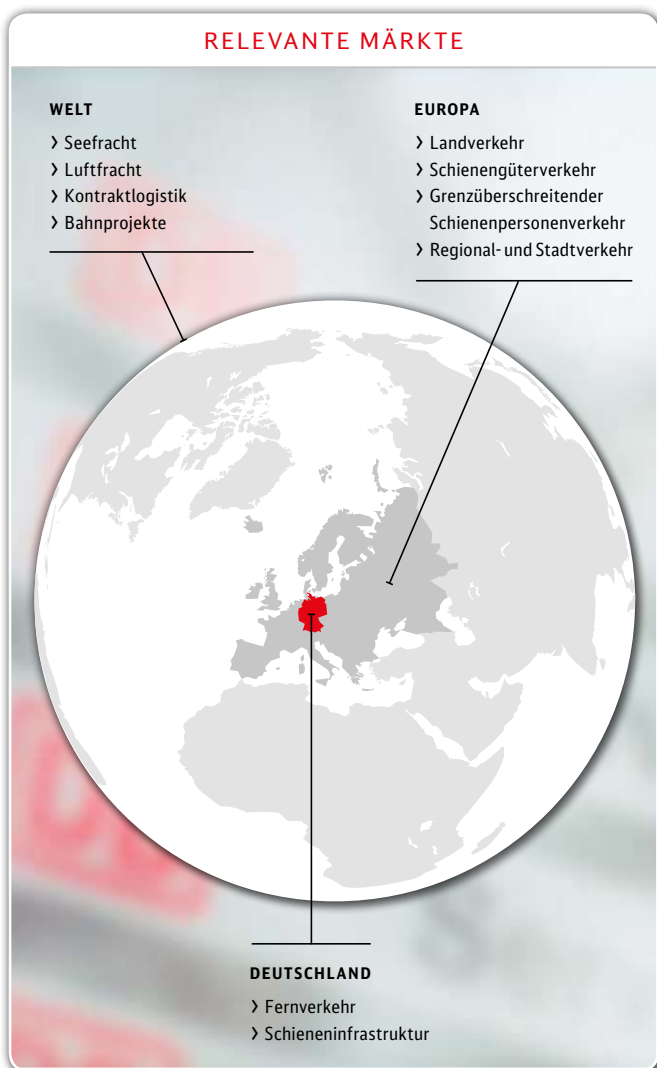 RELEVANTE MÄRKTE
WELT
› Seefracht
› Luftfracht
› Kontraktlogistik
› Bahnprojekte
EUROPA
› Landverkehr
› Schienengüterverkehr
› Grenzüberschreitender
Schienenpersonenverkehr
› Regional- und Stadtverkehr
DEUTSCHLAND
› Fernverkehr
› Schieneninfrastruktur